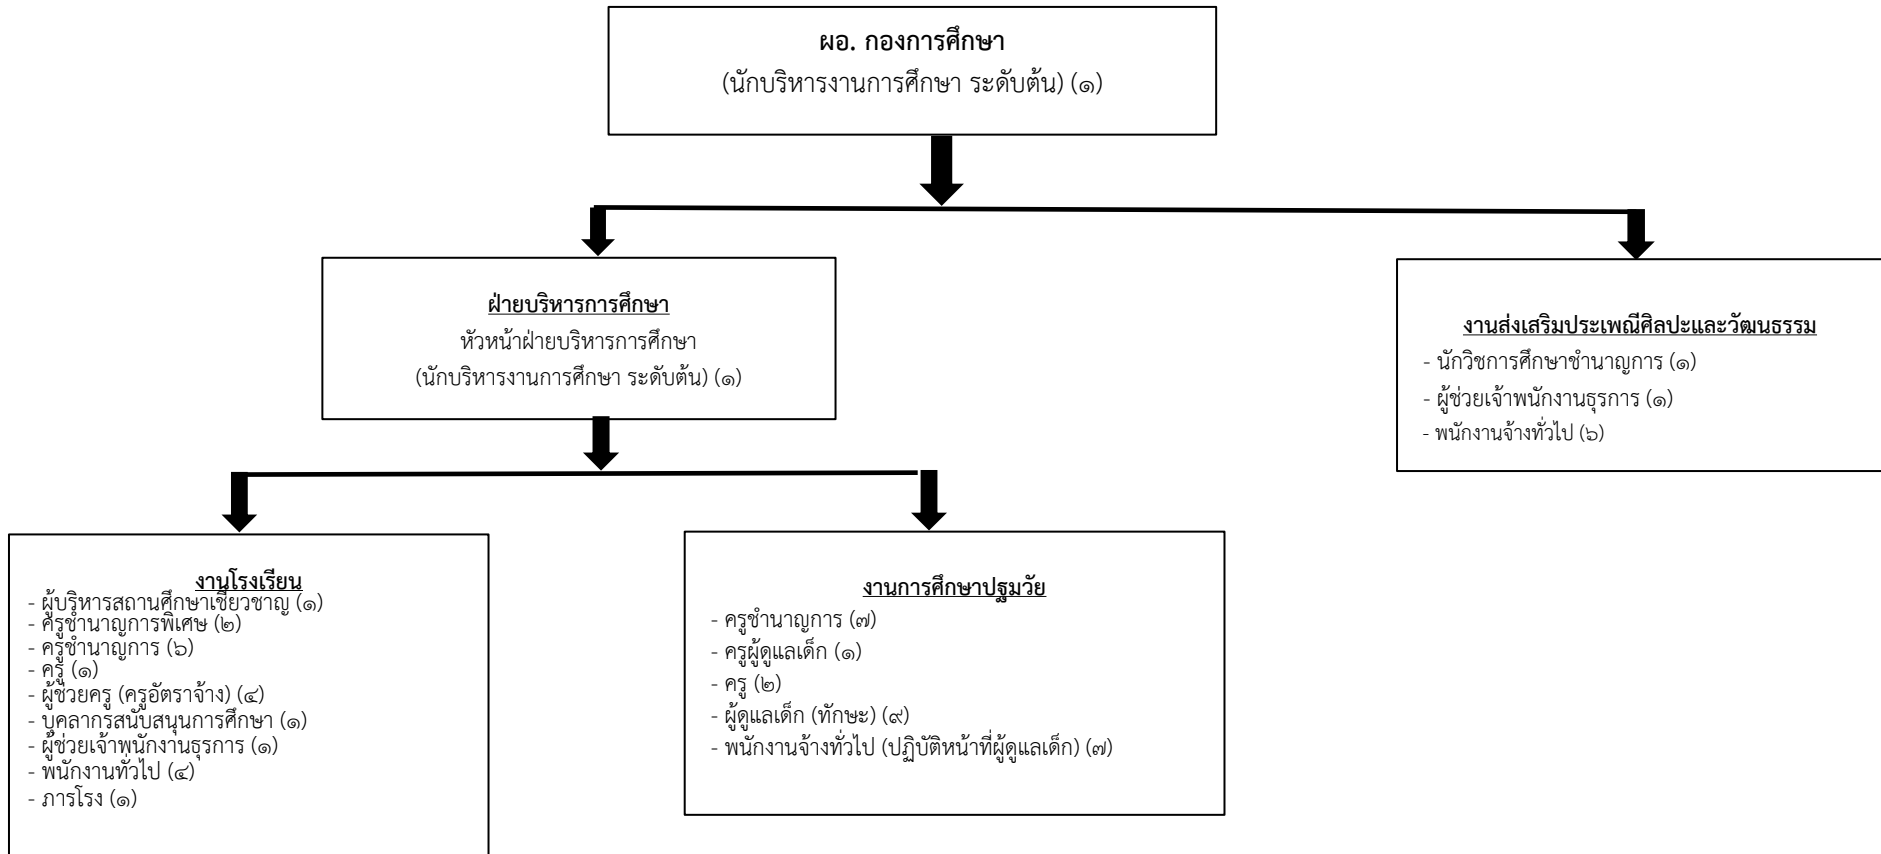 ผอ. กองการศึกษา
(นักบริหารงานการศึกษา ระดับต้น) (๑)
ฝ่ายบริหารการศึกษา
หัวหน้าฝ่ายบริหารการศึกษา
(นักบริหารงานการศึกษา ระดับต้น) (๑)
งานส่งเสริมประเพณีศิลปะและวัฒนธรรม
- นักวิชการศึกษาชำนาญการ (๑)
- ผู้ช่วยเจ้าพนักงานธุรการ (๑)
- พนักงานจ้างทั่วไป (๖)
งานโรงเรียน
- ผู้บริหารสถานศึกษาเชี่ยวชาญ (๑)
- ครูชำนาญการพิเศษ (๒)
- ครูชำนาญการ (๖)
- ครู (๑)
- ผู้ช่วยครู (ครูอัตราจ้าง) (๔)
- บุคลากรสนับสนุนการศึกษา (๑)
- ผู้ช่วยเจ้าพนักงานธุรการ (๑)
- พนักงานทั่วไป (๔)
- ภารโรง (๑)
งานการศึกษาปฐมวัย
- ครูชำนาญการ (๗)
- ครูผู้ดูแลเด็ก (๑)
- ครู (๒)
- ผู้ดูแลเด็ก (ทักษะ) (๙)
- พนักงานจ้างทั่วไป (ปฏิบัติหน้าที่ผู้ดูแลเด็ก) (๗)